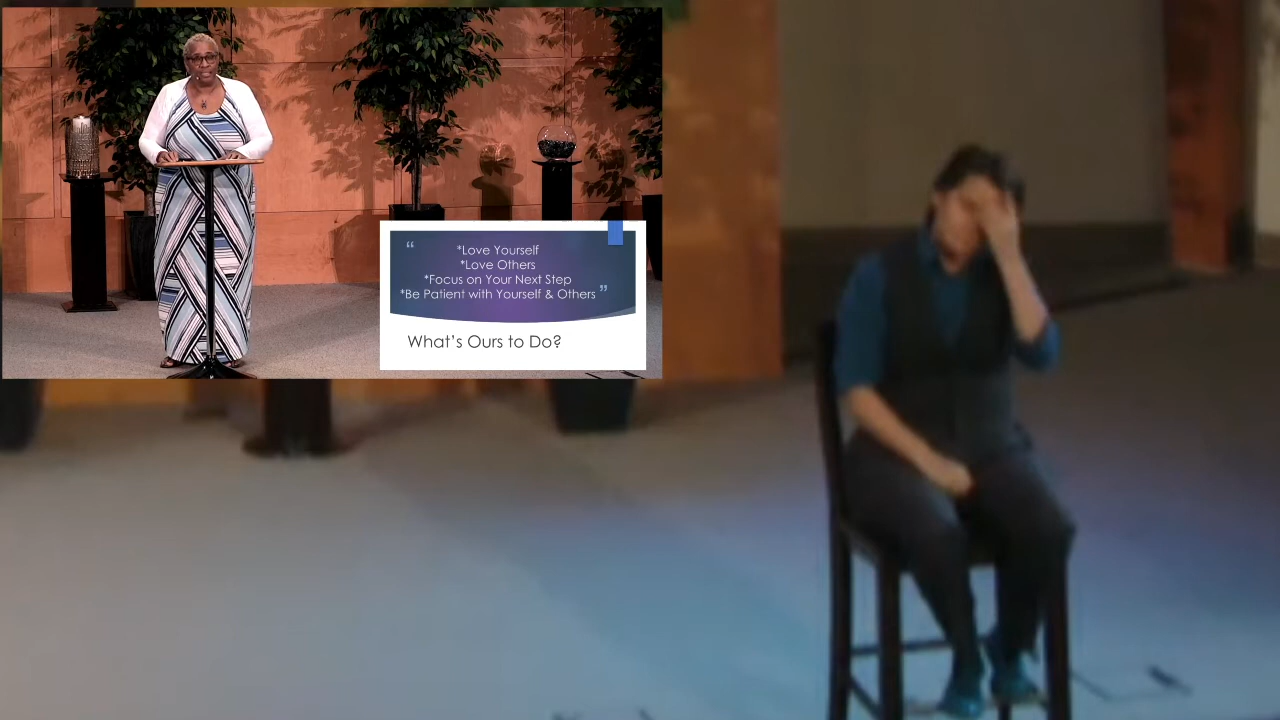 “ *Love Yourself
*Love Others
*Focus on Your Next Step
*Be Patient with Yourself & Others ”
What's Ours to Do?